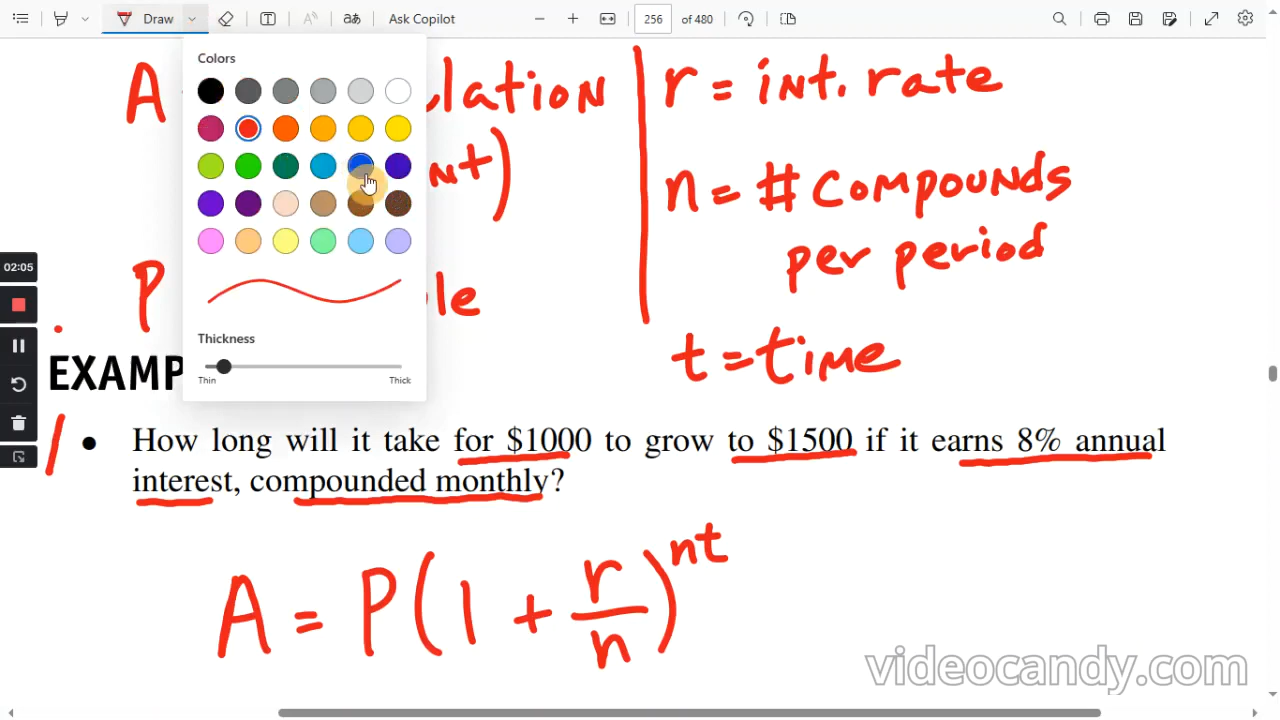 Draw
Ask Copilot
256 of 480
Colors
Thickness
Thin Thick
02:05
A
lation
nt)
P
le
r = int. rate
n = # compounds
per period
t = time
EXAMP
1
• How long will it take for $1000 to grow to $1500 if it earns 8% annual
interest, compounded monthly?
A = P(1 + r/n)^nt
videocandy.com